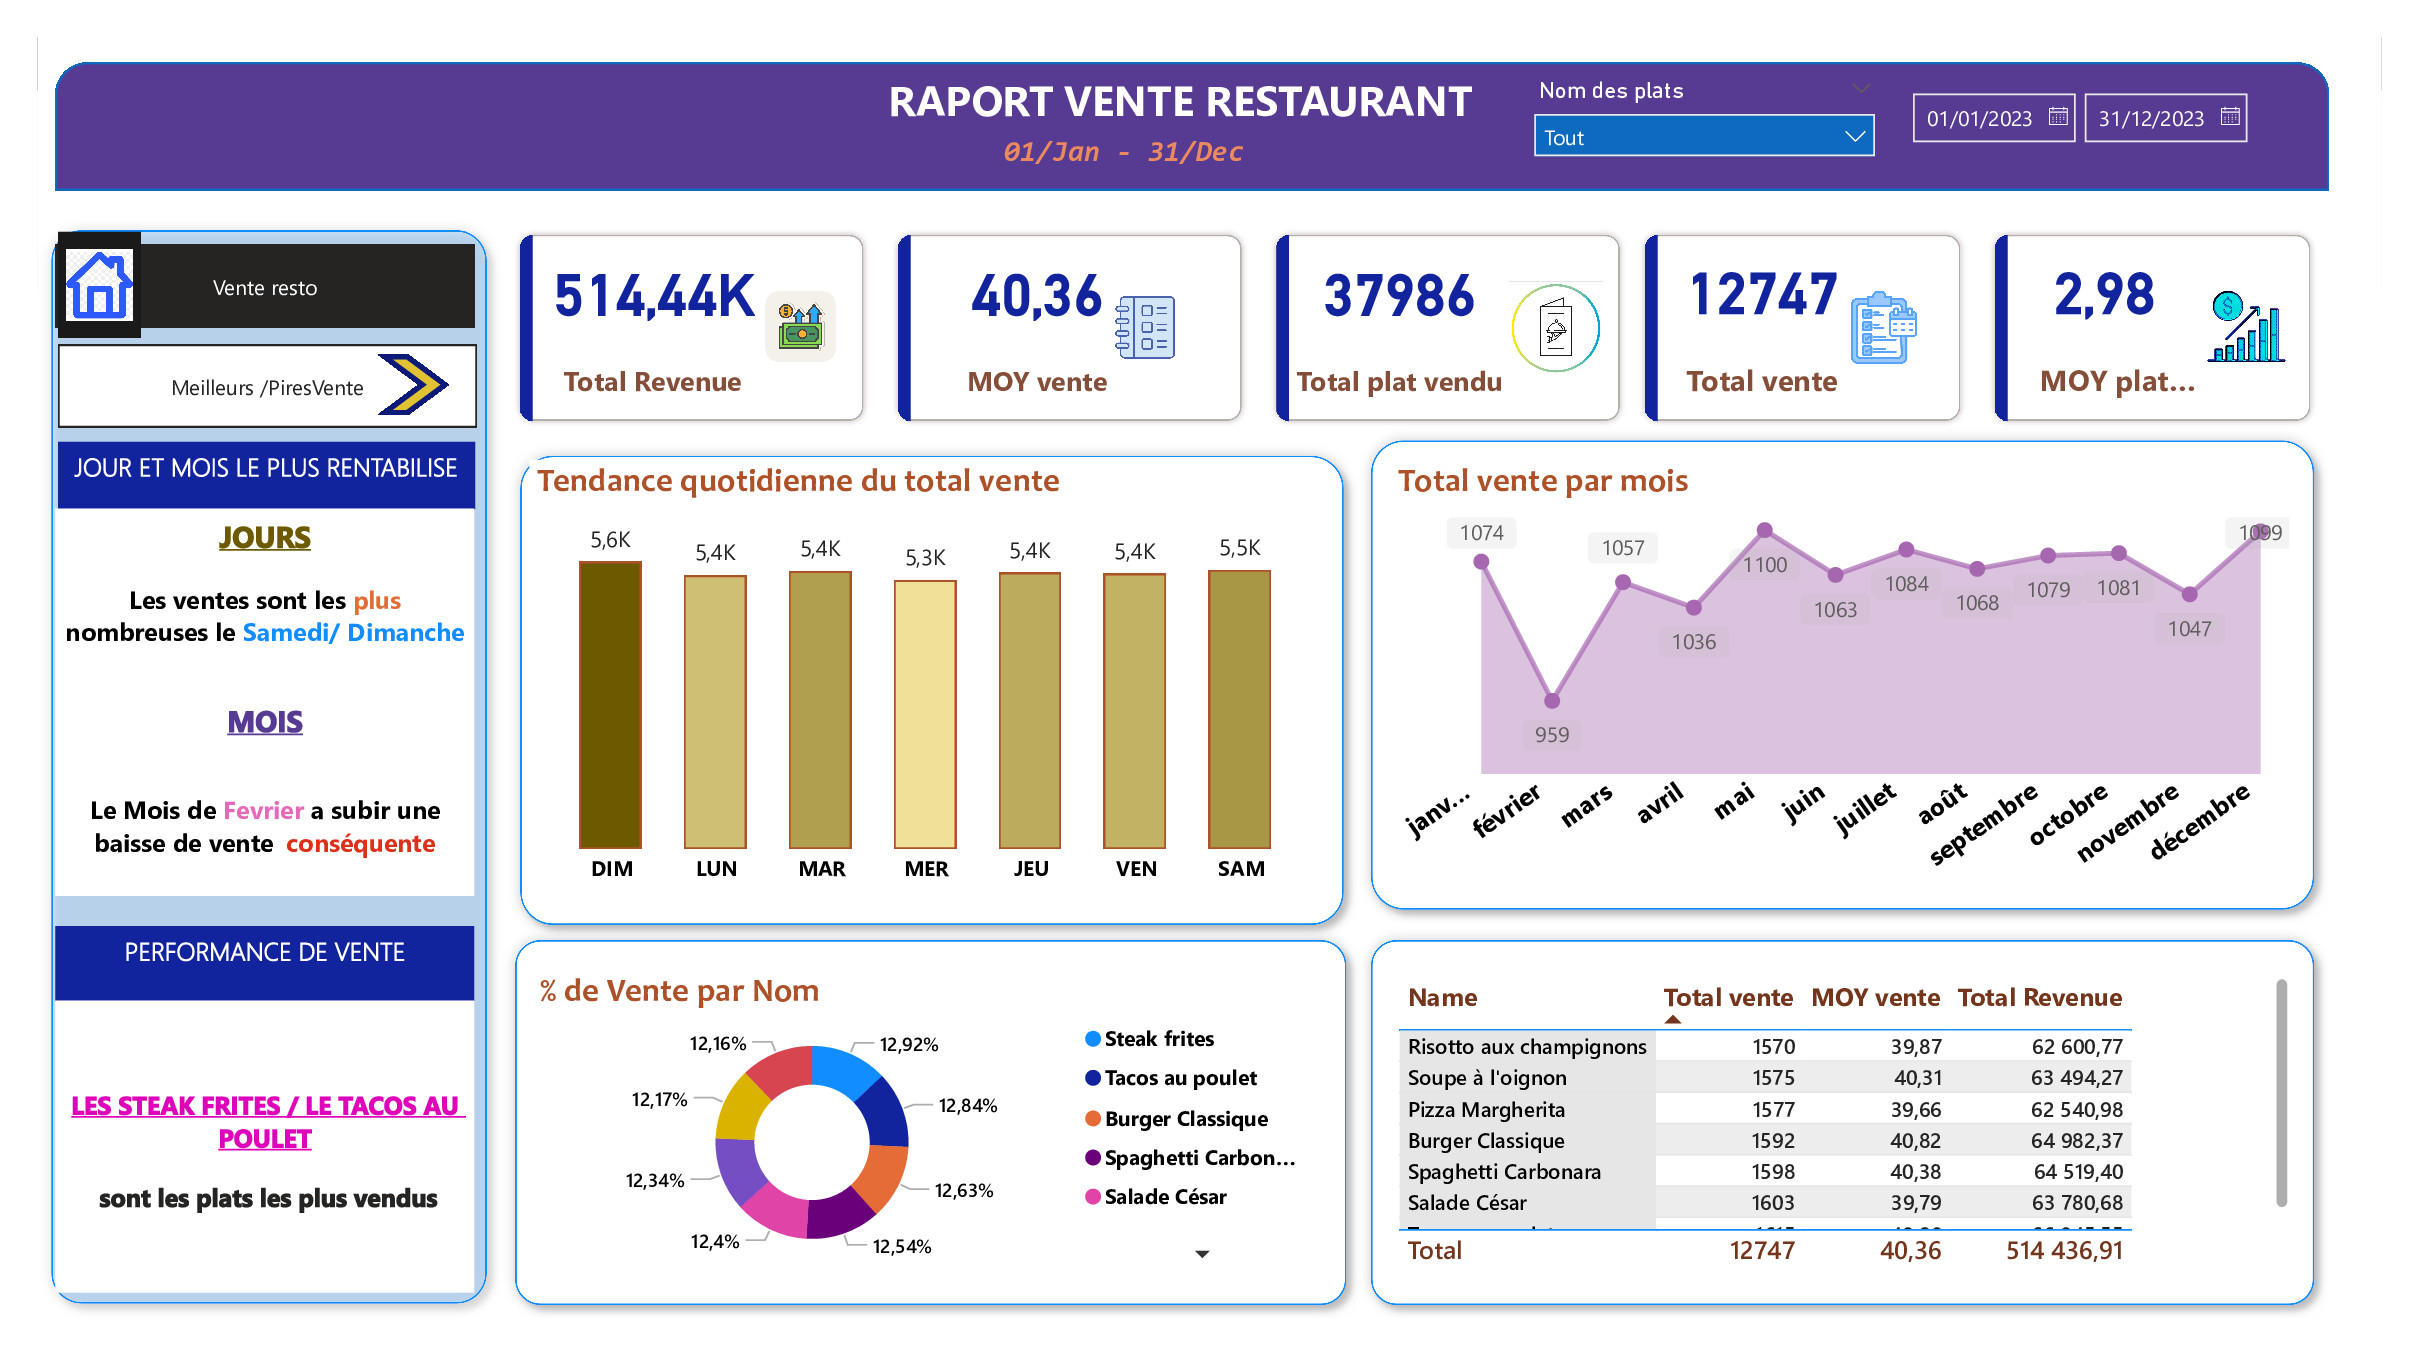 RAPORT VENTE RESTAURANT
01/Jan - 31/Dec
Nom des plats
Tout
01/01/2023
31/12/2023
Vente resto
Meilleurs /PiresVente
JOUR ET MOIS LE PLUS RENTABILISE
JOURS
Les ventes sont les plus
nombreuses le Samedi/ Dimanche
MOIS
Le Mois de Fevrier a subir une
baisse de vente conséquente
PERFORMANCE DE VENTE
LES STEAK FRITES / LE TACOS AU
POULET
sont les plats les plus vendus
514,44K
Total Revenue
40,36
MOY vente
37986
Total plat vendu
12747
Total vente
2,98
MOY plat...
Tendance quotidienne du total vente
5,6K
5,4K
5,4K
5,3K
5,4K
5,4K
5,5K
DIM
LUN
MAR
MER
JEU
VEN
SAM
Total vente par mois
1074
959
1057
1036
1100
1063
1084
1068
1079
1081
1047
1099
janv...
février
mars
avril
mai
juin
juillet
août
septembre
octobre
novembre
décembre
% de Vente par Nom
12,92%
12,84%
12,63%
12,54%
12,4%
12,34%
12,17%
12,16%
Steak frites
Tacos au poulet
Burger Classique
Spaghetti Carbon...
Salade César
Name Total vente MOY vente Total Revenue
Risotto aux champignons 1570 39,87 62 600,77
Soupe à l'oignon 1575 40,31 63 494,27
Pizza Margherita 1577 39,66 62 540,98
Burger Classique 1592 40,82 64 982,37
Spaghetti Carbonara 1598 40,38 64 519,40
Salade César 1603 39,79 63 780,68
Total 12747 40,36 514 436,91